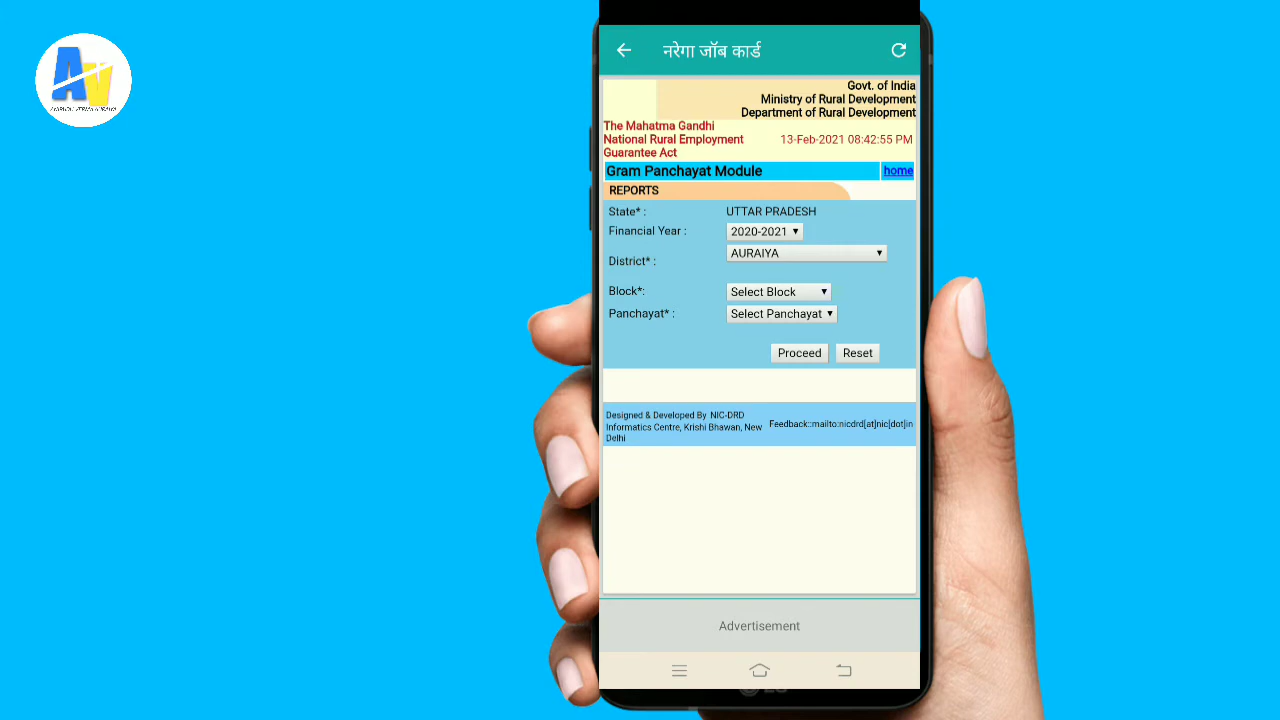 AV
नरेगा जॉब कार्ड
Govt. of India
Ministry of Rural Development
Department of Rural Development
The Mahatma Gandhi
National Rural Employment
Guarantee Act
13-Feb-2021 08:42:55 PM
Gram Panchayat Module
home
REPORTS
State* : UTTAR PRADESH
Financial Year : 2020-2021
District* : AURAIYA
Block*: Select Block
Panchayat* : Select Panchayat
Proceed Reset
Designed & Developed By NIC-DRD
Informatics Centre, Krishi Bhawan, New
Delhi
Feedback::mailto:nicdrd[at]nic[dot]in
Advertisement